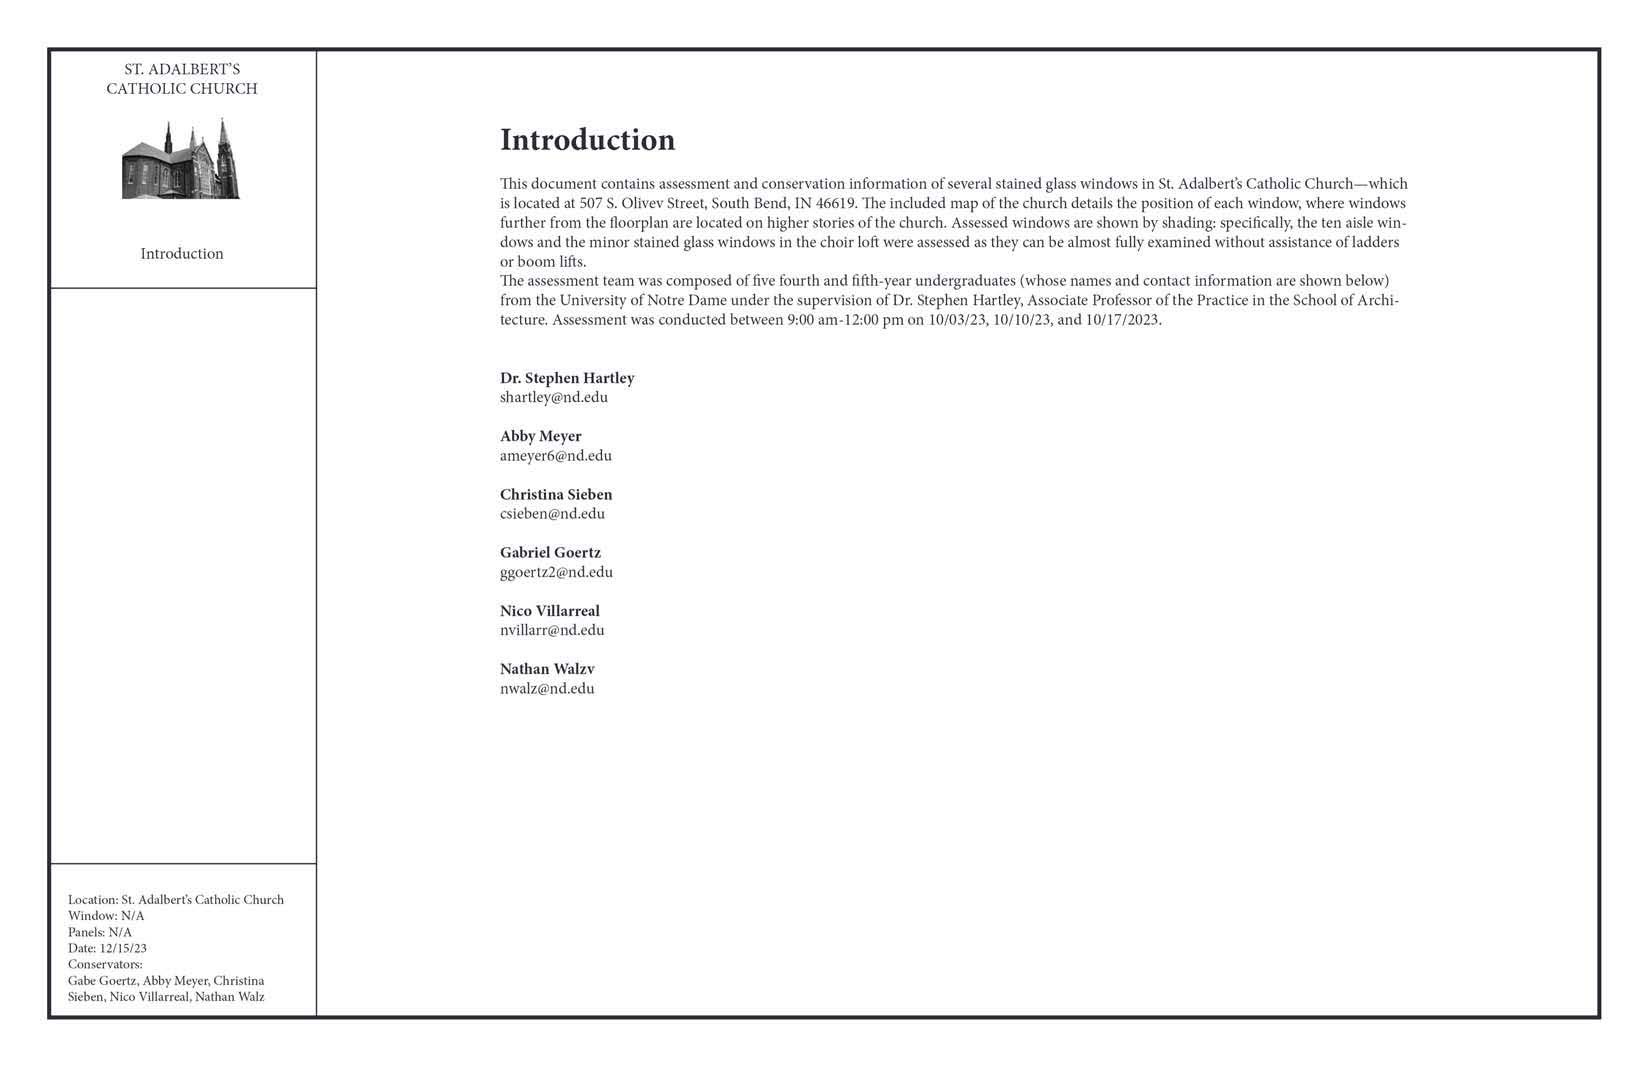 ST. ADALBERT'S
CATHOLIC CHURCH
Introduction
Introduction
This document contains assessment and conservation information of several stained glass windows in St. Adalbert's Catholic Church—which
is located at 507 S. Olivev Street, South Bend, IN 46619. The included map of the church details the position of each window, where windows
further from the floorplan are located on higher stories of the church. Assessed windows are shown by shading: specifically, the ten aisle win-
dows and the minor stained glass windows in the choir loft were assessed as they can be almost fully examined without assistance of ladders
or boom lifts.
The assessment team was composed of five fourth and fifth-year undergraduates (whose names and contact information are shown below)
from the University of Notre Dame under the supervision of Dr. Stephen Hartley, Associate Professor of the Practice in the School of Archi-
tecture. Assessment was conducted between 9:00 am-12:00 pm on 10/03/23, 10/10/23, and 10/17/2023.
Dr. Stephen Hartley
shartley@nd.edu
Abby Meyer
ameyer6@nd.edu
Christina Sieben
csieben@nd.edu
Gabriel Goertz
ggoertz2@nd.edu
Nico Villarreal
nvillarr@nd.edu
Nathan Walzv
nwalz@nd.edu
Location: St. Adalbert's Catholic Church
Window: N/A
Panels: N/A
Date: 12/15/23
Conservators:
Gabe Goertz, Abby Meyer, Christina
Sieben, Nico Villarreal, Nathan Walz